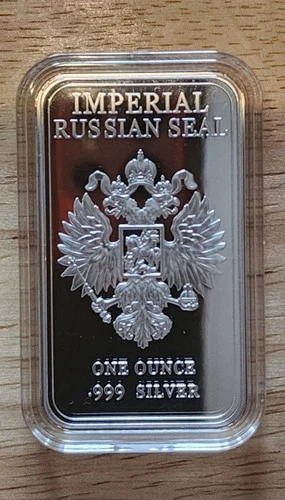 IMPERIAL
RUSSIAN SEAL
ONE OUNCE
.999 SILVER